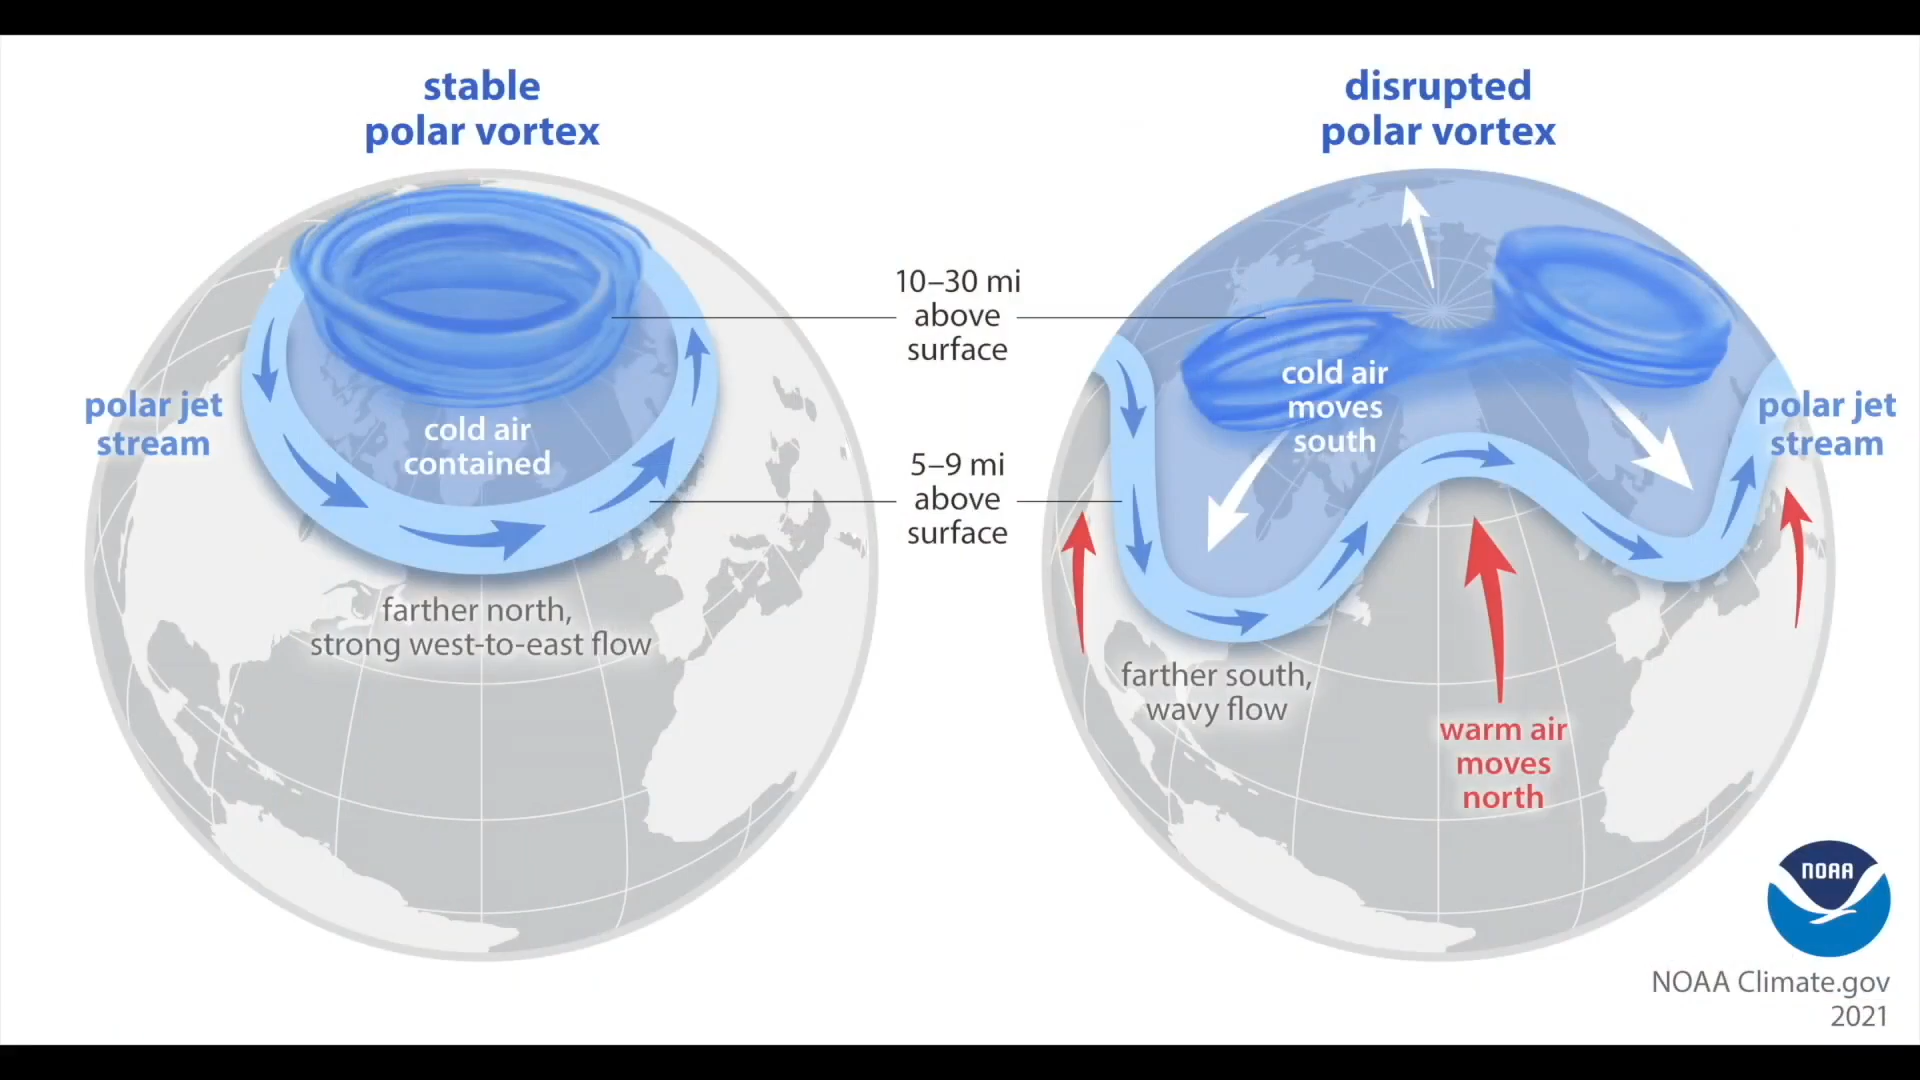 stable
polar vortex
disrupted
polar vortex
10–30 mi
above
surface
polar jet
stream
cold air
contained
cold air
moves
south
polar jet
stream
5–9 mi
above
surface
farther north,
strong west-to-east flow
farther south,
wavy flow
warm air
moves
north
NOAA
NOAA Climate.gov
2021